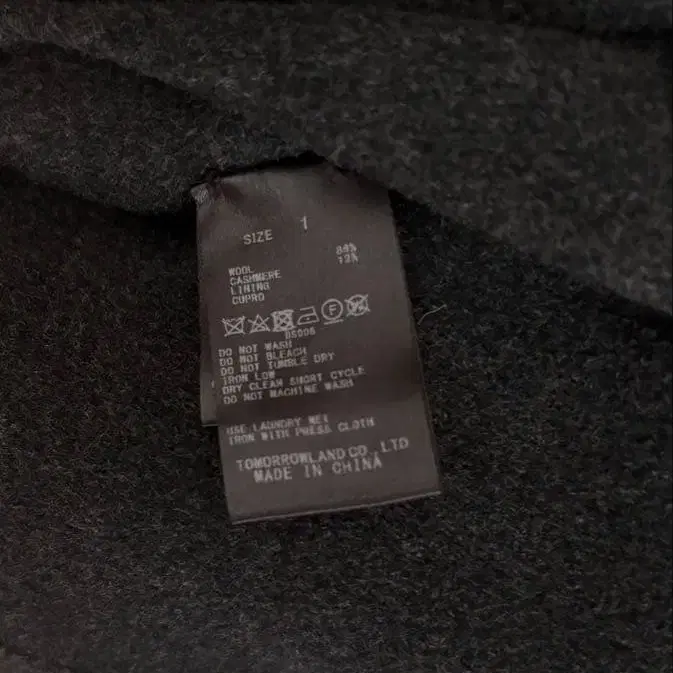 SIZE 1
WOOL 88%
CASHMERE 12%
LINING
CUPRO
DO NOT WASH
DO NOT BLEACH
DO NOT TUMBLE DRY
IRON LOW
DRY CLEAN SHORT CYCLE
DO NOT MACHINE WASH
USE LAUNDRY NET
IRON WITH PRESS CLOTH
TOMORROWLAND CO., LTD
MADE IN CHINA